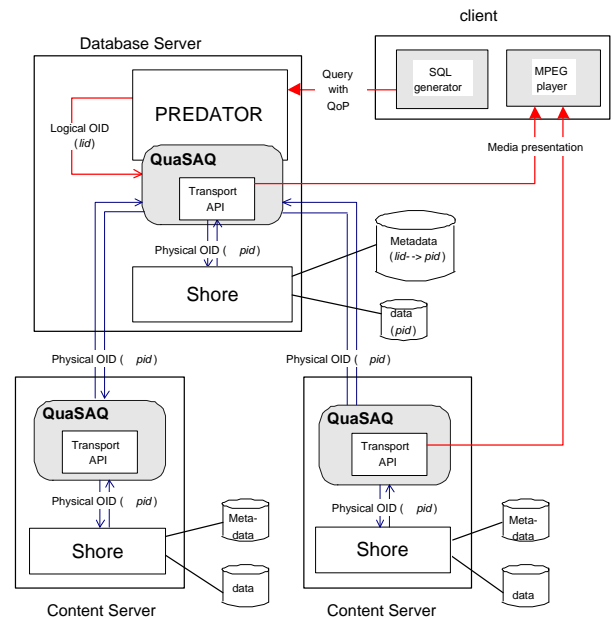 client
Database Server
SQL
generator
MPEG
player
Query
with
QoP
PREDATOR
Logical OID
(lid)
Media presentation
QuaSAQ
Transport
API
Physical OID ( pid)
Metadata
(lid--> pid)
Shore
data
(pid)
Physical OID ( pid)
Physical OID ( pid)
QuaSAQ
Transport
API
Physical OID ( pid)
Shore
Meta-
data
data
Content Server
QuaSAQ
Transport
API
Physical OID ( pid)
Shore
Meta-
data
data
Content Server